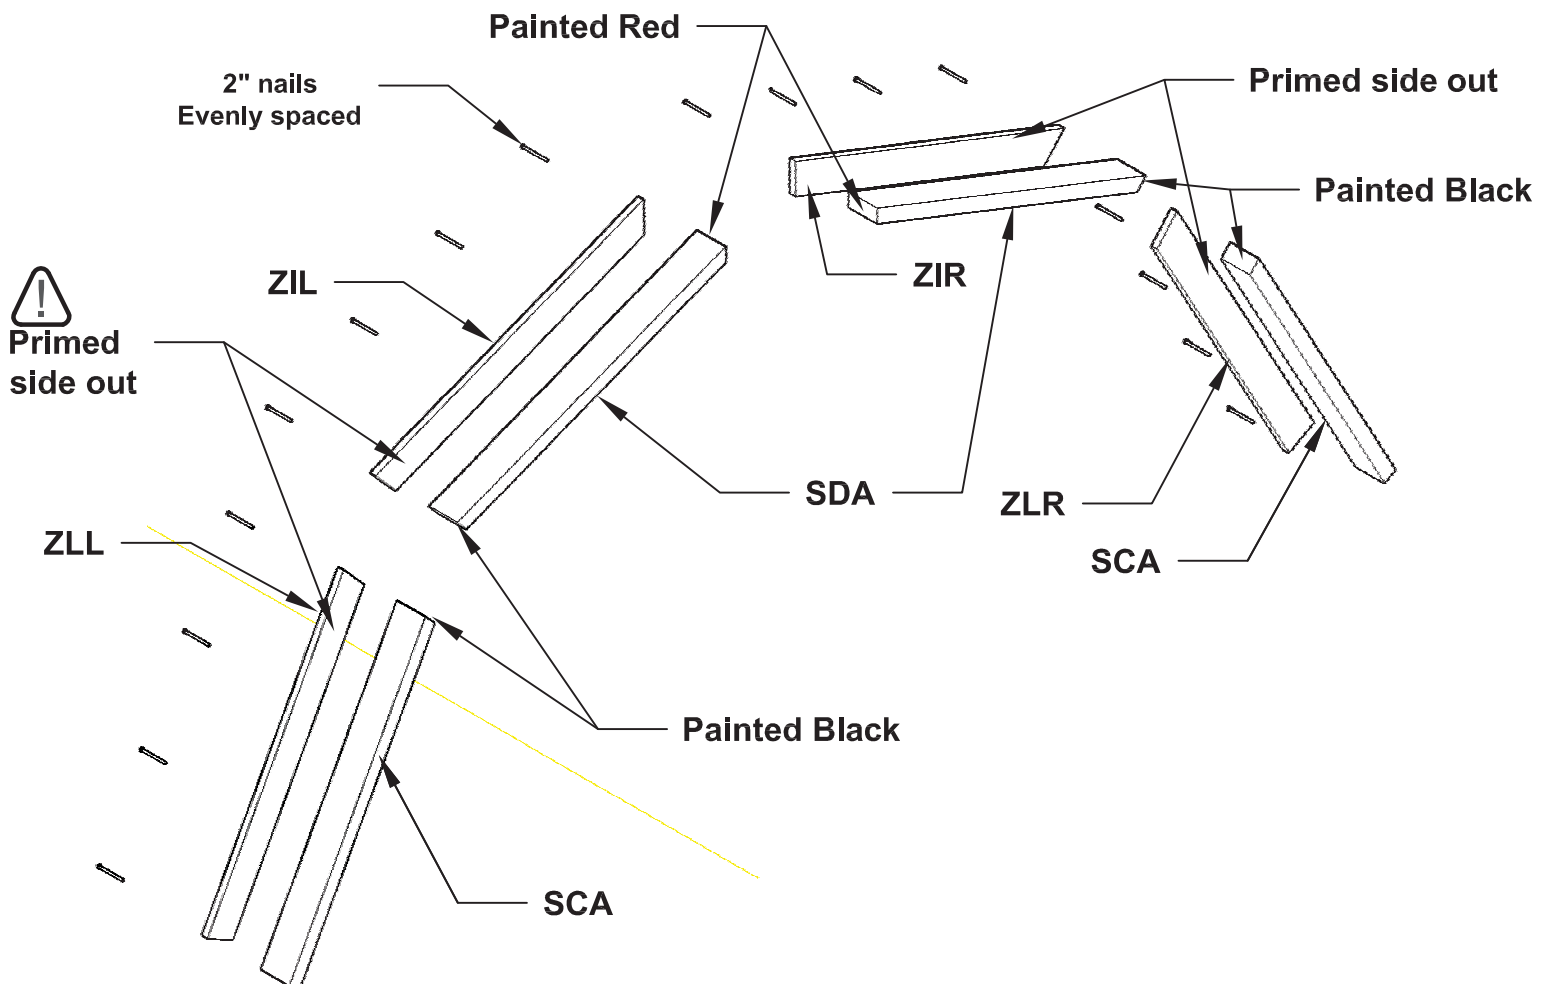 Painted Red
2" nails
Evenly spaced
Primed side out
Painted Black
ZIL
ZIR
!
Primed
side out
SDA
ZLR
ZLL
SCA
Painted Black
SCA